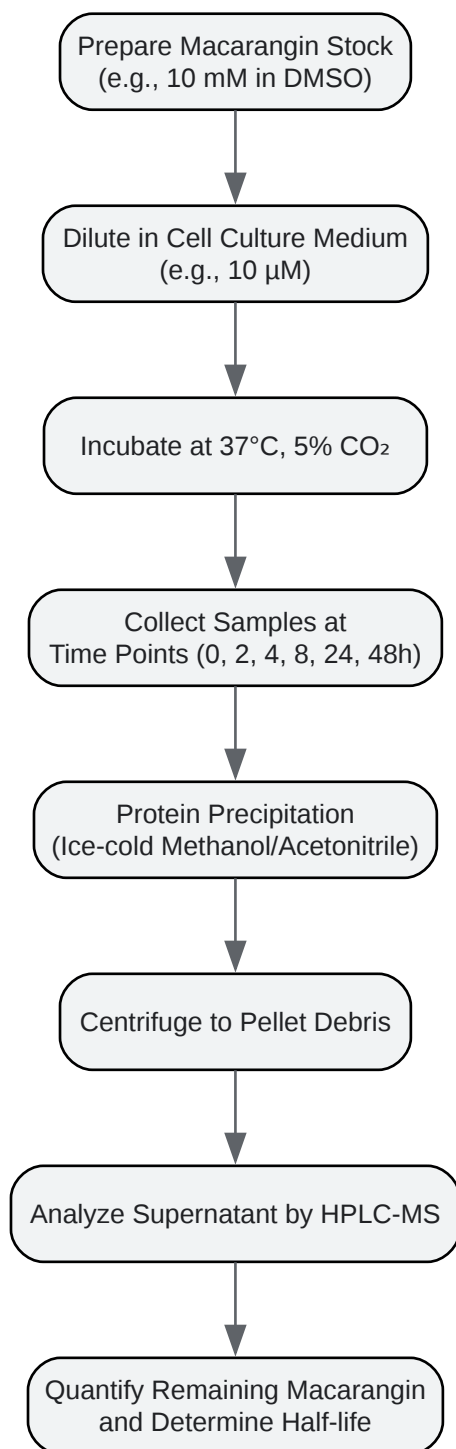 Prepare Macarangin Stock
(e.g., 10 mM in DMSO)
Dilute in Cell Culture Medium
(e.g., 10 µM)
Incubate at 37°C, 5% CO₂
Collect Samples at
Time Points (0, 2, 4, 8, 24, 48h)
Protein Precipitation
(Ice-cold Methanol/Acetonitrile)
Centrifuge to Pellet Debris
Analyze Supernatant by HPLC-MS
Quantify Remaining Macarangin
and Determine Half-life